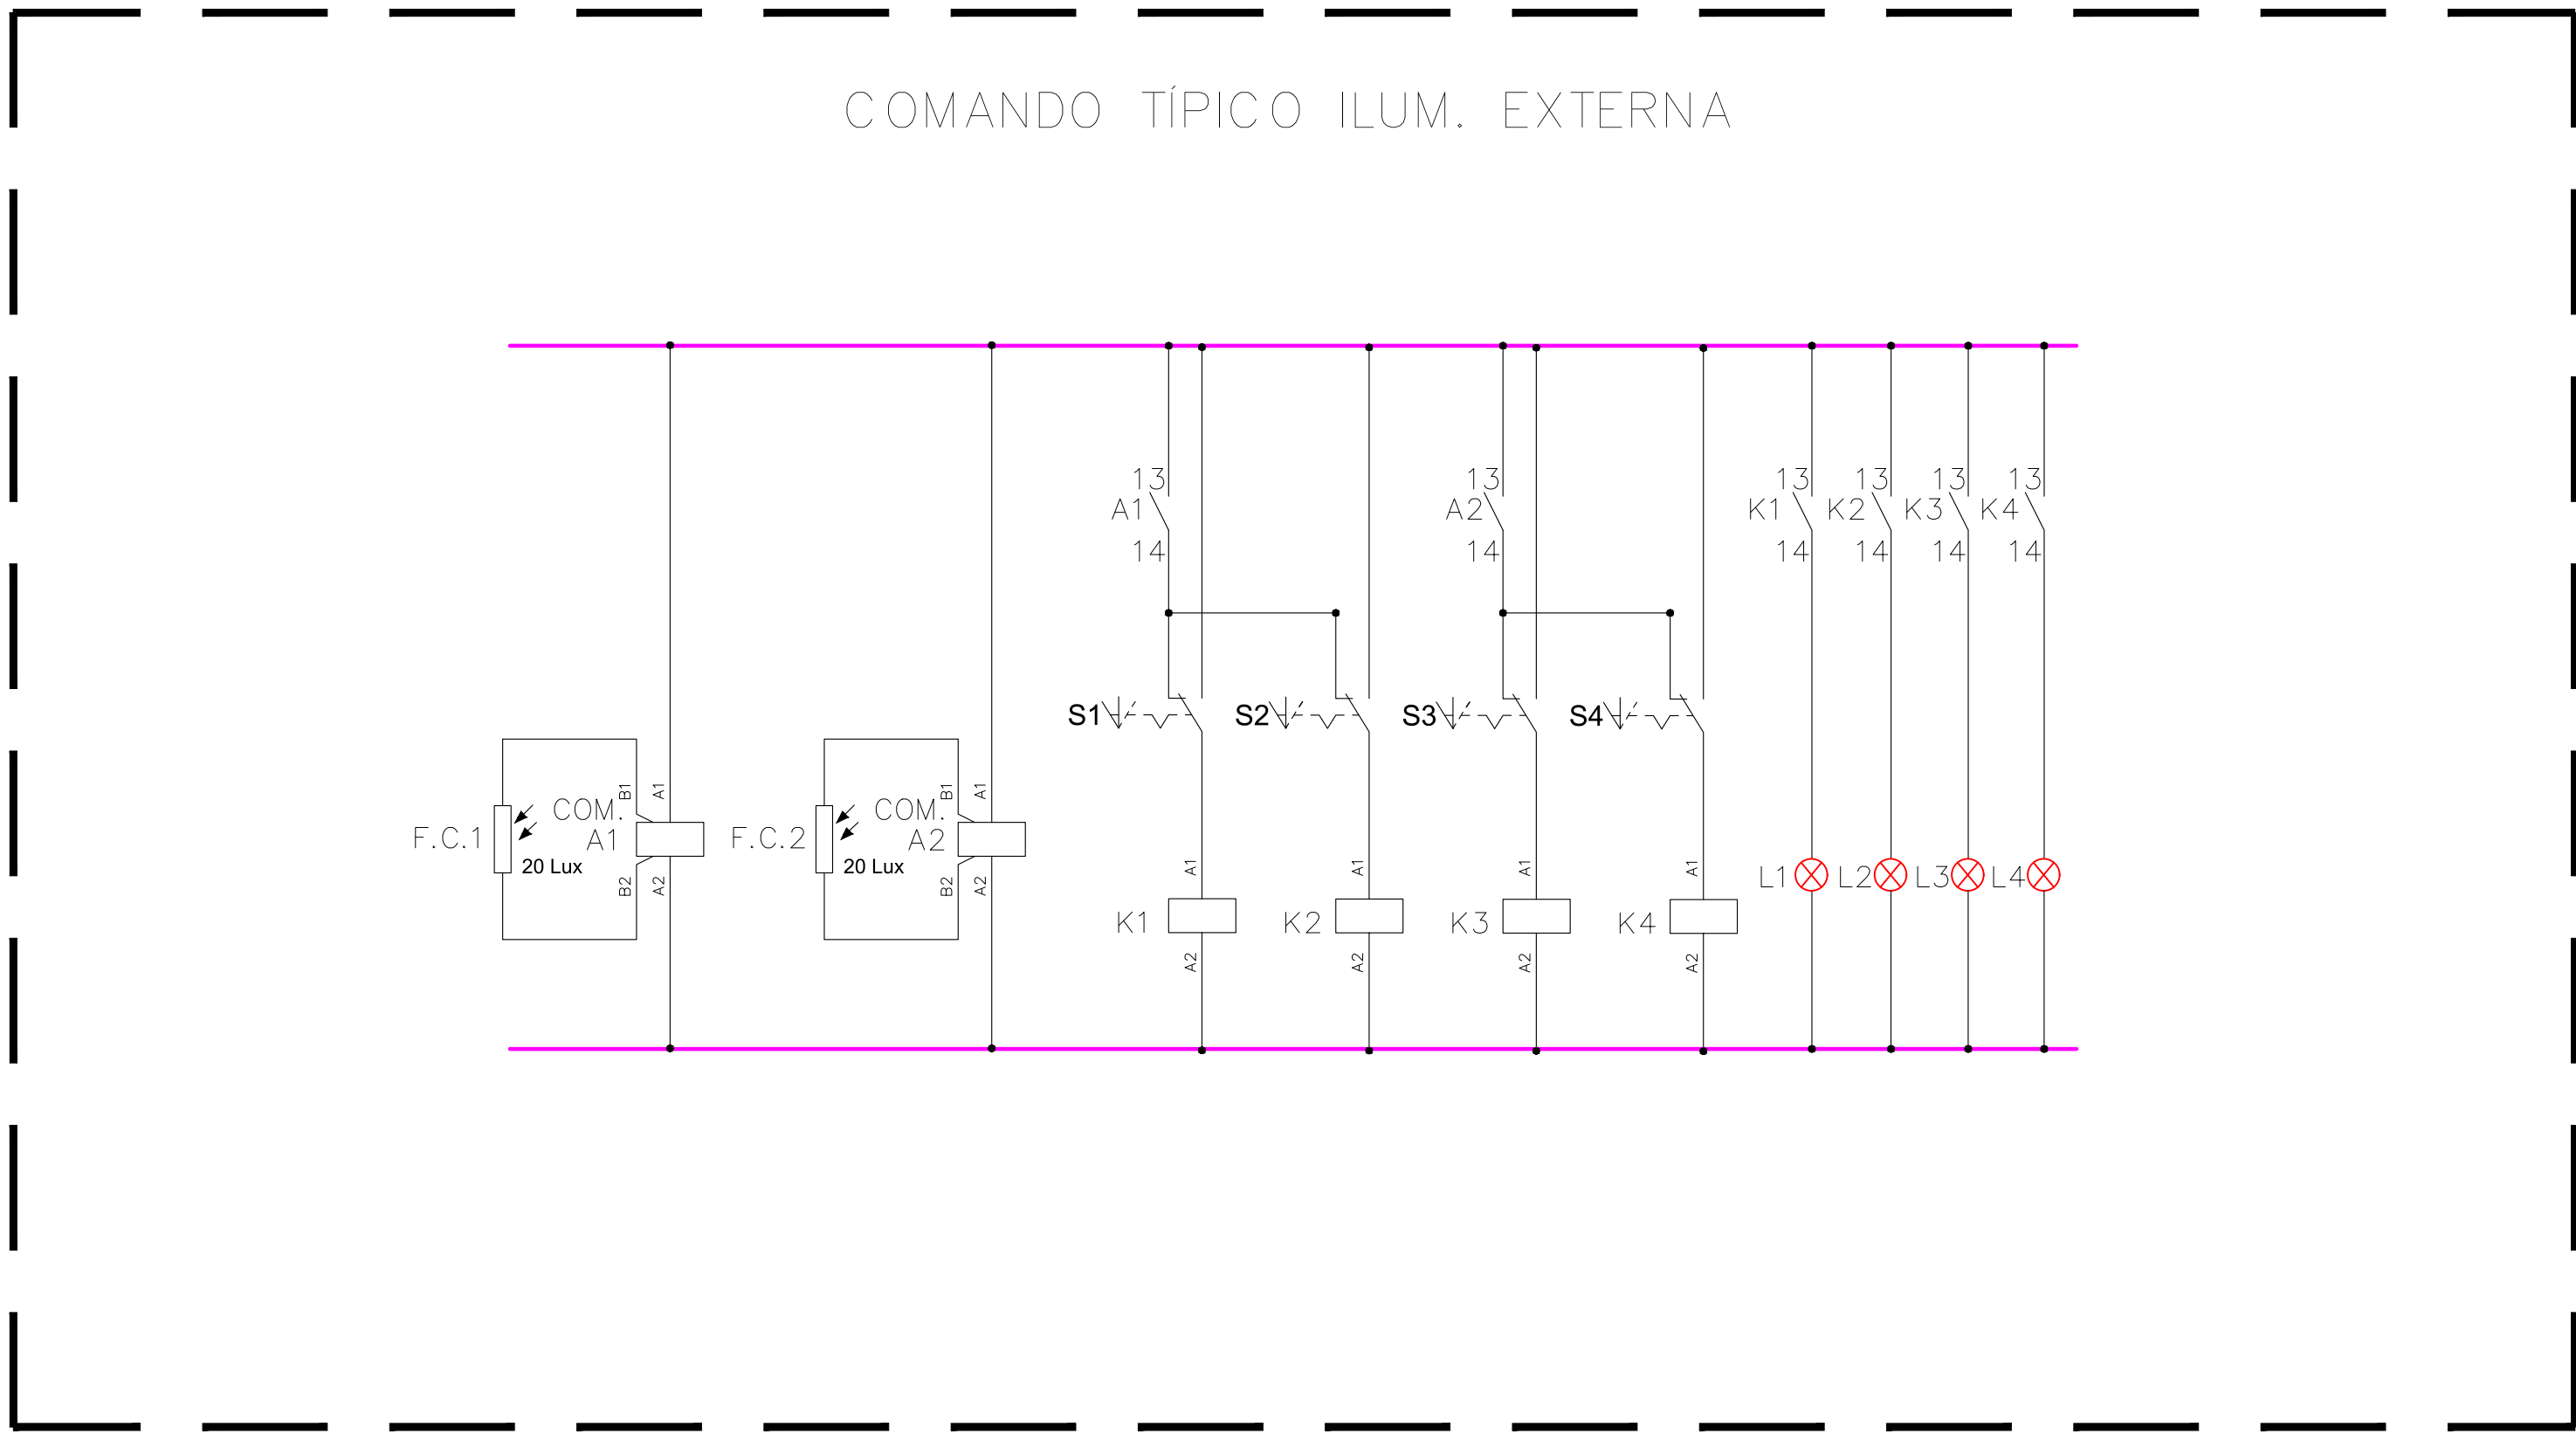 COMANDO TÍPICO ILUM. EXTERNA
13 13 13 13 13 13
A1 A2 K1 K2 K3 K4
14 14 14 14 14 14
S1 S2 S3 S4
B1 A1 B1 A1
COM. COM.
F.C.1 A1 F.C.2 A2
20 Lux 20 Lux
B2 A2 B2 A2
A1 A1 A1 A1
L1 L2 L3 L4
K1 K2 K3 K4
A2 A2 A2 A2